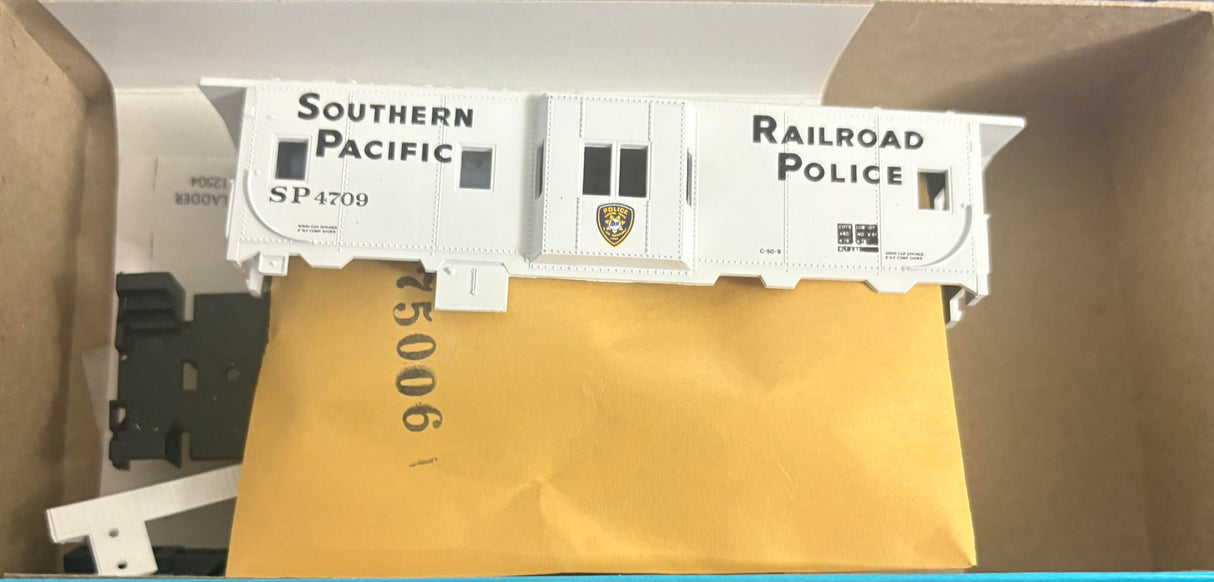 SOUTHERN
PACIFIC
SP 4709
RAILROAD
POLICE
POLICE
C-50-9
LADDER
12504
75006